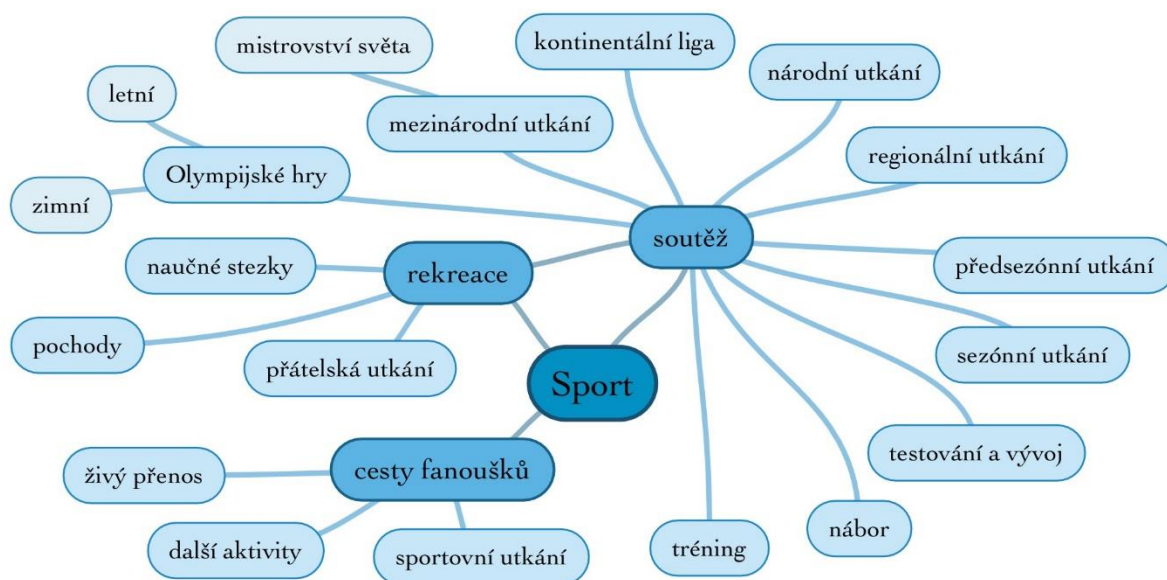 kontinentální liga
mistrovství světa
národní utkání
letní
mezinárodní utkání
regionální utkání
Olympijské hry
zimní
soutěž
naučné stezky
rekreace
předsezónní utkání
pochody
přátelská utkání
sezónní utkání
Sport
testování a vývoj
živý přenos
cesty fanoušků
nábor
další aktivity
sportovní utkání
tréning